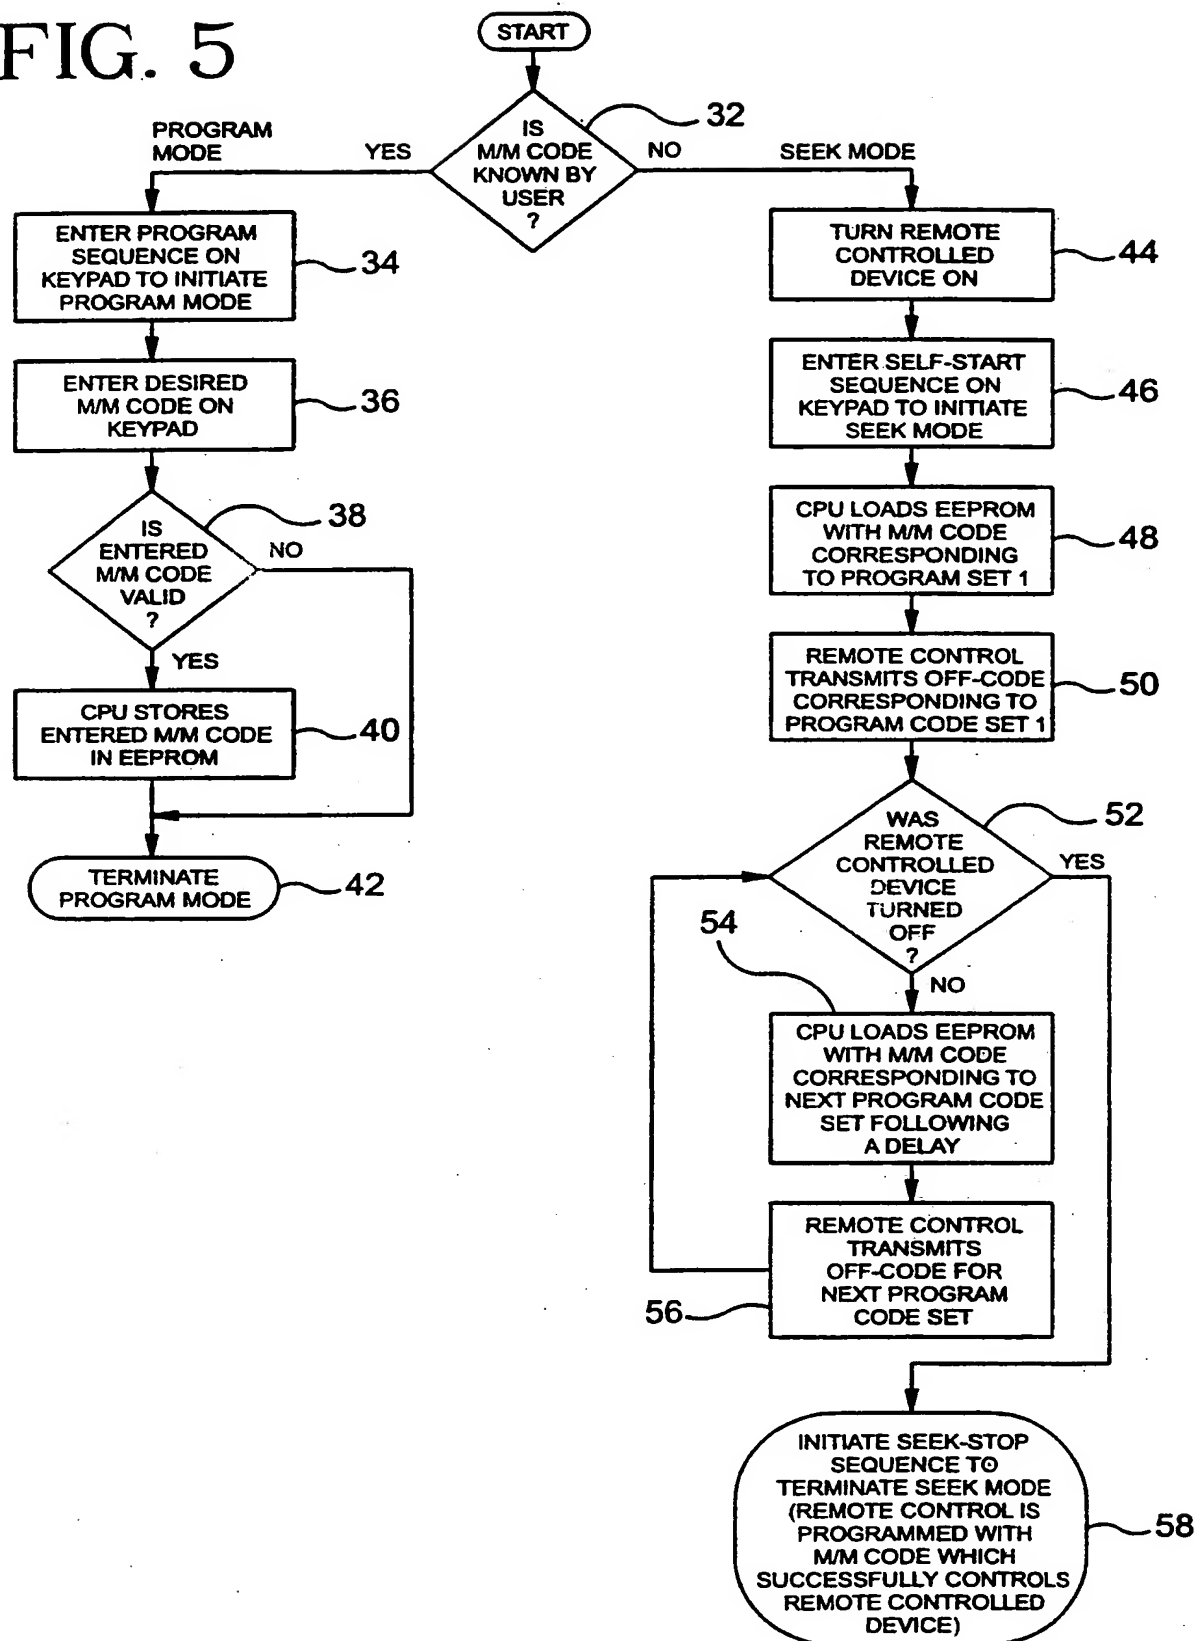 FIG. 5
START
IS
M/M CODE
KNOWN BY
USER
?
32
PROGRAM
MODE
YES
NO
SEEK MODE
ENTER PROGRAM
SEQUENCE ON
KEYPAD TO INITIATE
PROGRAM MODE
34
ENTER DESIRED
M/M CODE ON
KEYPAD
36
IS
ENTERED
M/M CODE
VALID
?
38
NO
YES
CPU STORES
ENTERED M/M CODE
IN EEPROM
40
TERMINATE
PROGRAM MODE
42
TURN REMOTE
CONTROLLED
DEVICE ON
44
ENTER SELF-START
SEQUENCE ON
KEYPAD TO INITIATE
SEEK MODE
46
CPU LOADS EEPROM
WITH M/M CODE
CORRESPONDING
TO PROGRAM SET 1
48
REMOTE CONTROL
TRANSMITS OFF-CODE
CORRESPONDING TO
PROGRAM CODE SET 1
50
WAS
REMOTE
CONTROLLED
DEVICE
TURNED
OFF
?
52
YES
NO
54
CPU LOADS EEPROM
WITH M/M CODE
CORRESPONDING TO
NEXT PROGRAM CODE
SET FOLLOWING
A DELAY
REMOTE CONTROL
TRANSMITS
OFF-CODE FOR
NEXT PROGRAM
CODE SET
56
INITIATE SEEK-STOP
SEQUENCE TO
TERMINATE SEEK MODE
(REMOTE CONTROL IS
PROGRAMMED WITH
M/M CODE WHICH
SUCCESSFULLY CONTROLS
REMOTE CONTROLLED
DEVICE)
58